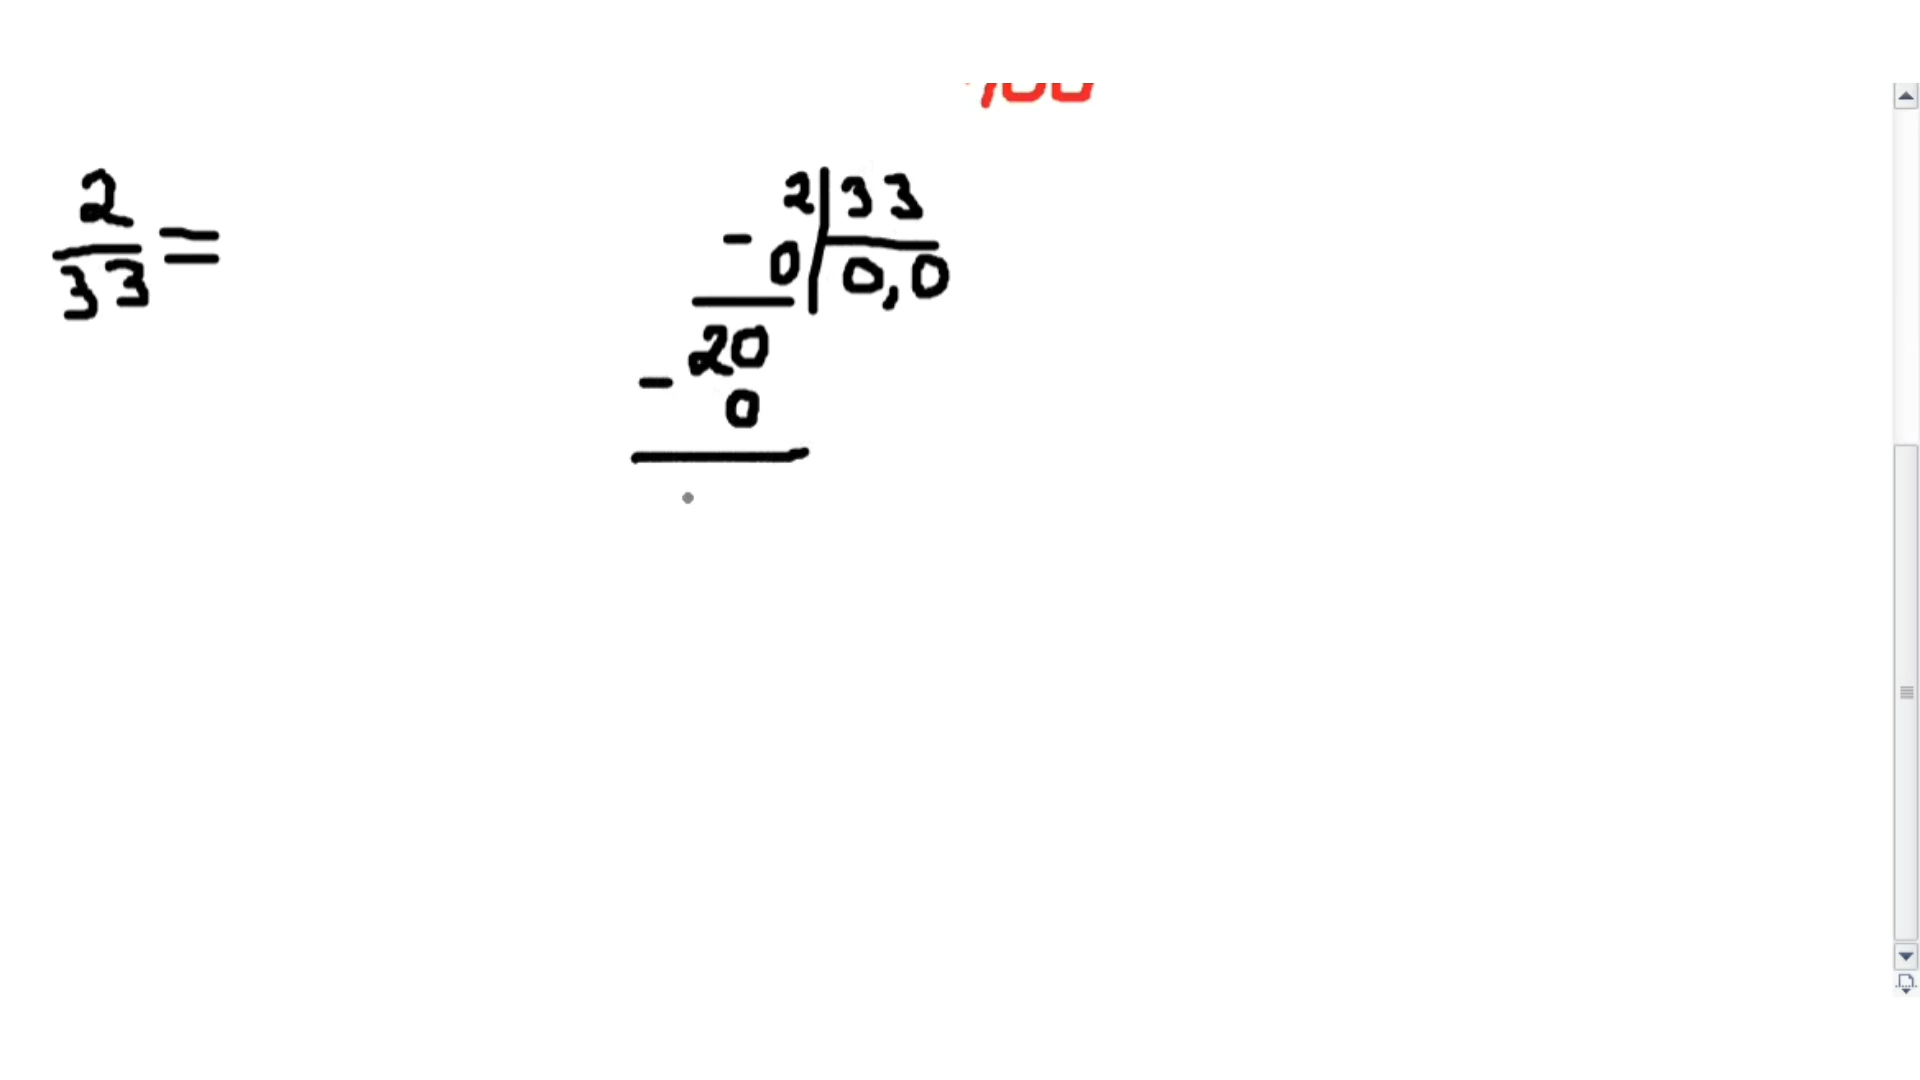 2/33 =
2 | 33
- 0 | 0,0
20
- 0